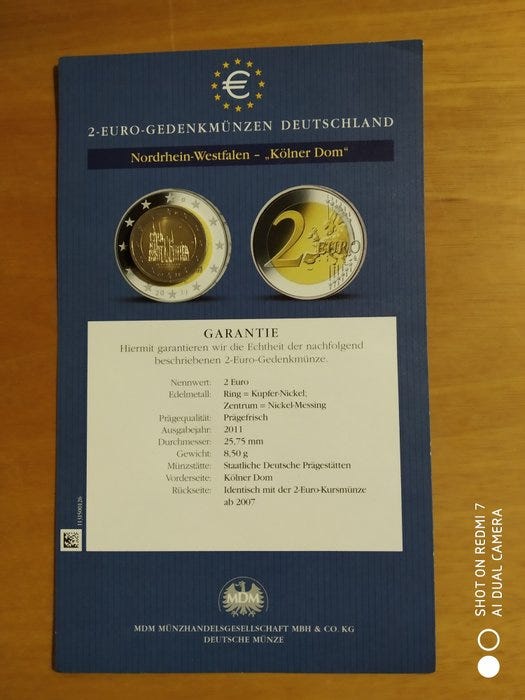 €
2-EURO-GEDENKMÜNZEN DEUTSCHLAND
Nordrhein-Westfalen – „Kölner Dom“
2 EURO
GARANTIE
Hiermit garantieren wir die Echtheit der nachfolgend
beschriebenen 2-Euro-Gedenkmünze.
Nennwert: 2 Euro
Edelmetall: Ring = Kupfer-Nickel;
Zentrum = Nickel-Messing
Prägequalität: Prägefrisch
Ausgabejahr: 2011
Durchmesser: 25,75 mm
Gewicht: 8,50 g
Münzstätte: Staatliche Deutsche Prägestätten
Vorderseite: Kölner Dom
Rückseite: Identisch mit der 2-Euro-Kursmünze
ab 2007
MDM
MDM MÜNZHANDELSGESELLSCHAFT MBH & CO. KG
DEUTSCHE MÜNZE
SHOT ON REDMI 7
AI DUAL CAMERA